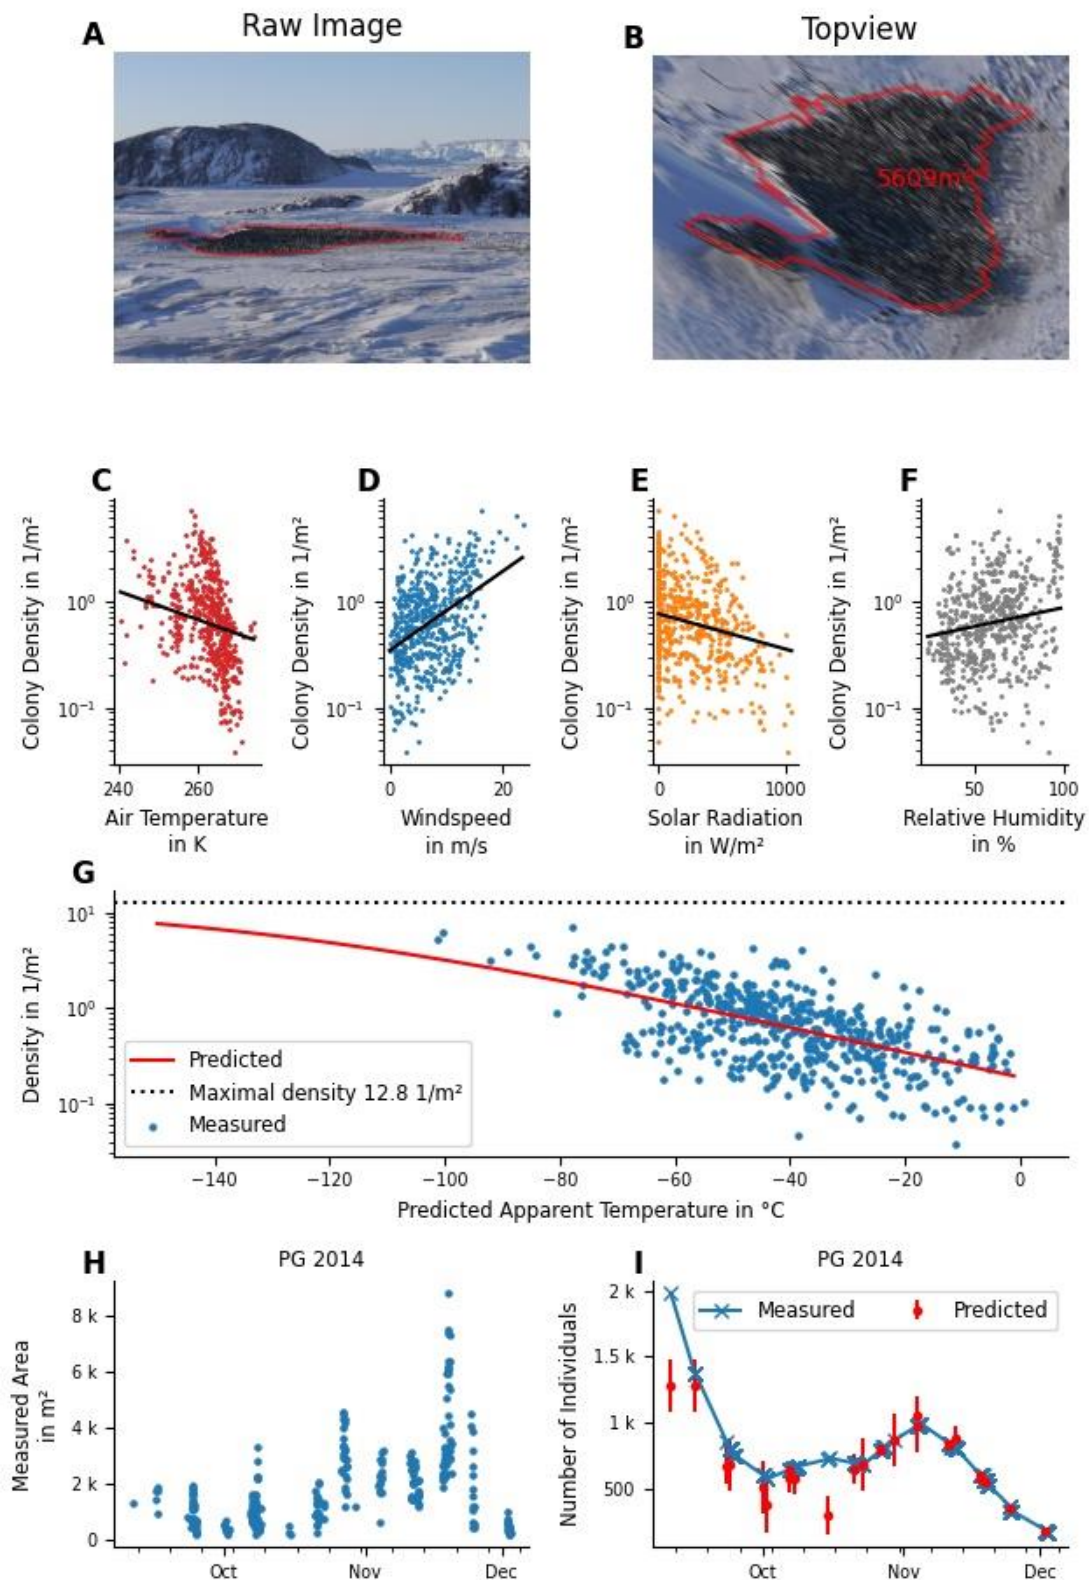 A
Raw Image
B
Topview
5609m²
C
D
E
F
Colony Density in 1/m²
10⁰
10⁻¹
240
260
Air Temperature
in K
Colony Density in 1/m²
10⁰
10⁻¹
0
20
Windspeed
in m/s
Colony Density in 1/m²
10⁰
10⁻¹
0
1000
Solar Radiation
in W/m²
Colony Density in 1/m²
10⁰
10⁻¹
50
100
Relative Humidity
in %
G
Density in 1/m²
10¹
10⁰
10⁻¹
Predicted
Maximal density 12.8 1/m²
Measured
−140
−120
−100
−80
−60
−40
−20
0
Predicted Apparent Temperature in °C
H
PG 2014
Measured Area
in m²
8 k
6 k
4 k
2 k
0
Oct
Nov
Dec
I
PG 2014
Number of Individuals
2 k
1.5 k
1 k
500
Measured
Predicted
Oct
Nov
Dec